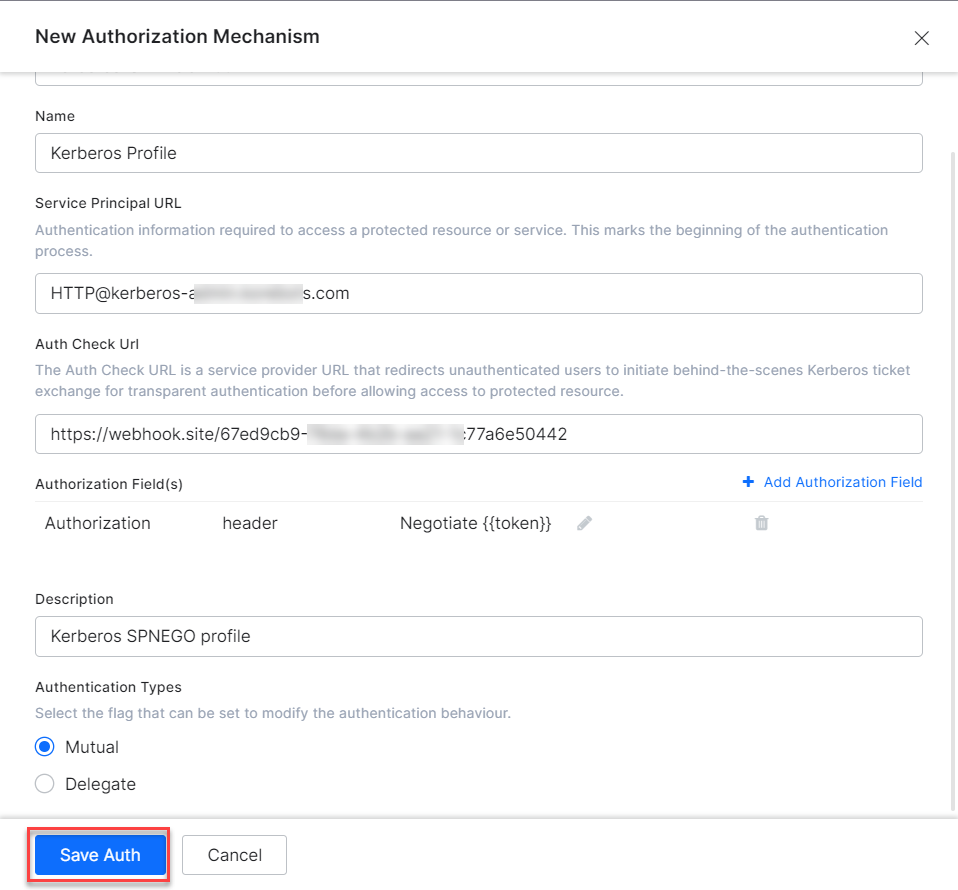 New Authorization Mechanism
Name
Kerberos Profile
Service Principal URL
Authentication information required to access a protected resource or service. This marks the beginning of the authentication
process.
HTTP@kerberos-a s.com
Auth Check Url
The Auth Check URL is a service provider URL that redirects unauthenticated users to initiate behind-the-scenes Kerberos ticket
exchange for transparent authentication before allowing access to protected resource.
https://webhook.site/67ed9cb9- c77a6e50442
Authorization Field(s)
+ Add Authorization Field
Authorization header Negotiate {{token}}
Description
Kerberos SPNEGO profile
Authentication Types
Select the flag that can be set to modify the authentication behaviour.
Mutual
Delegate
Save Auth Cancel